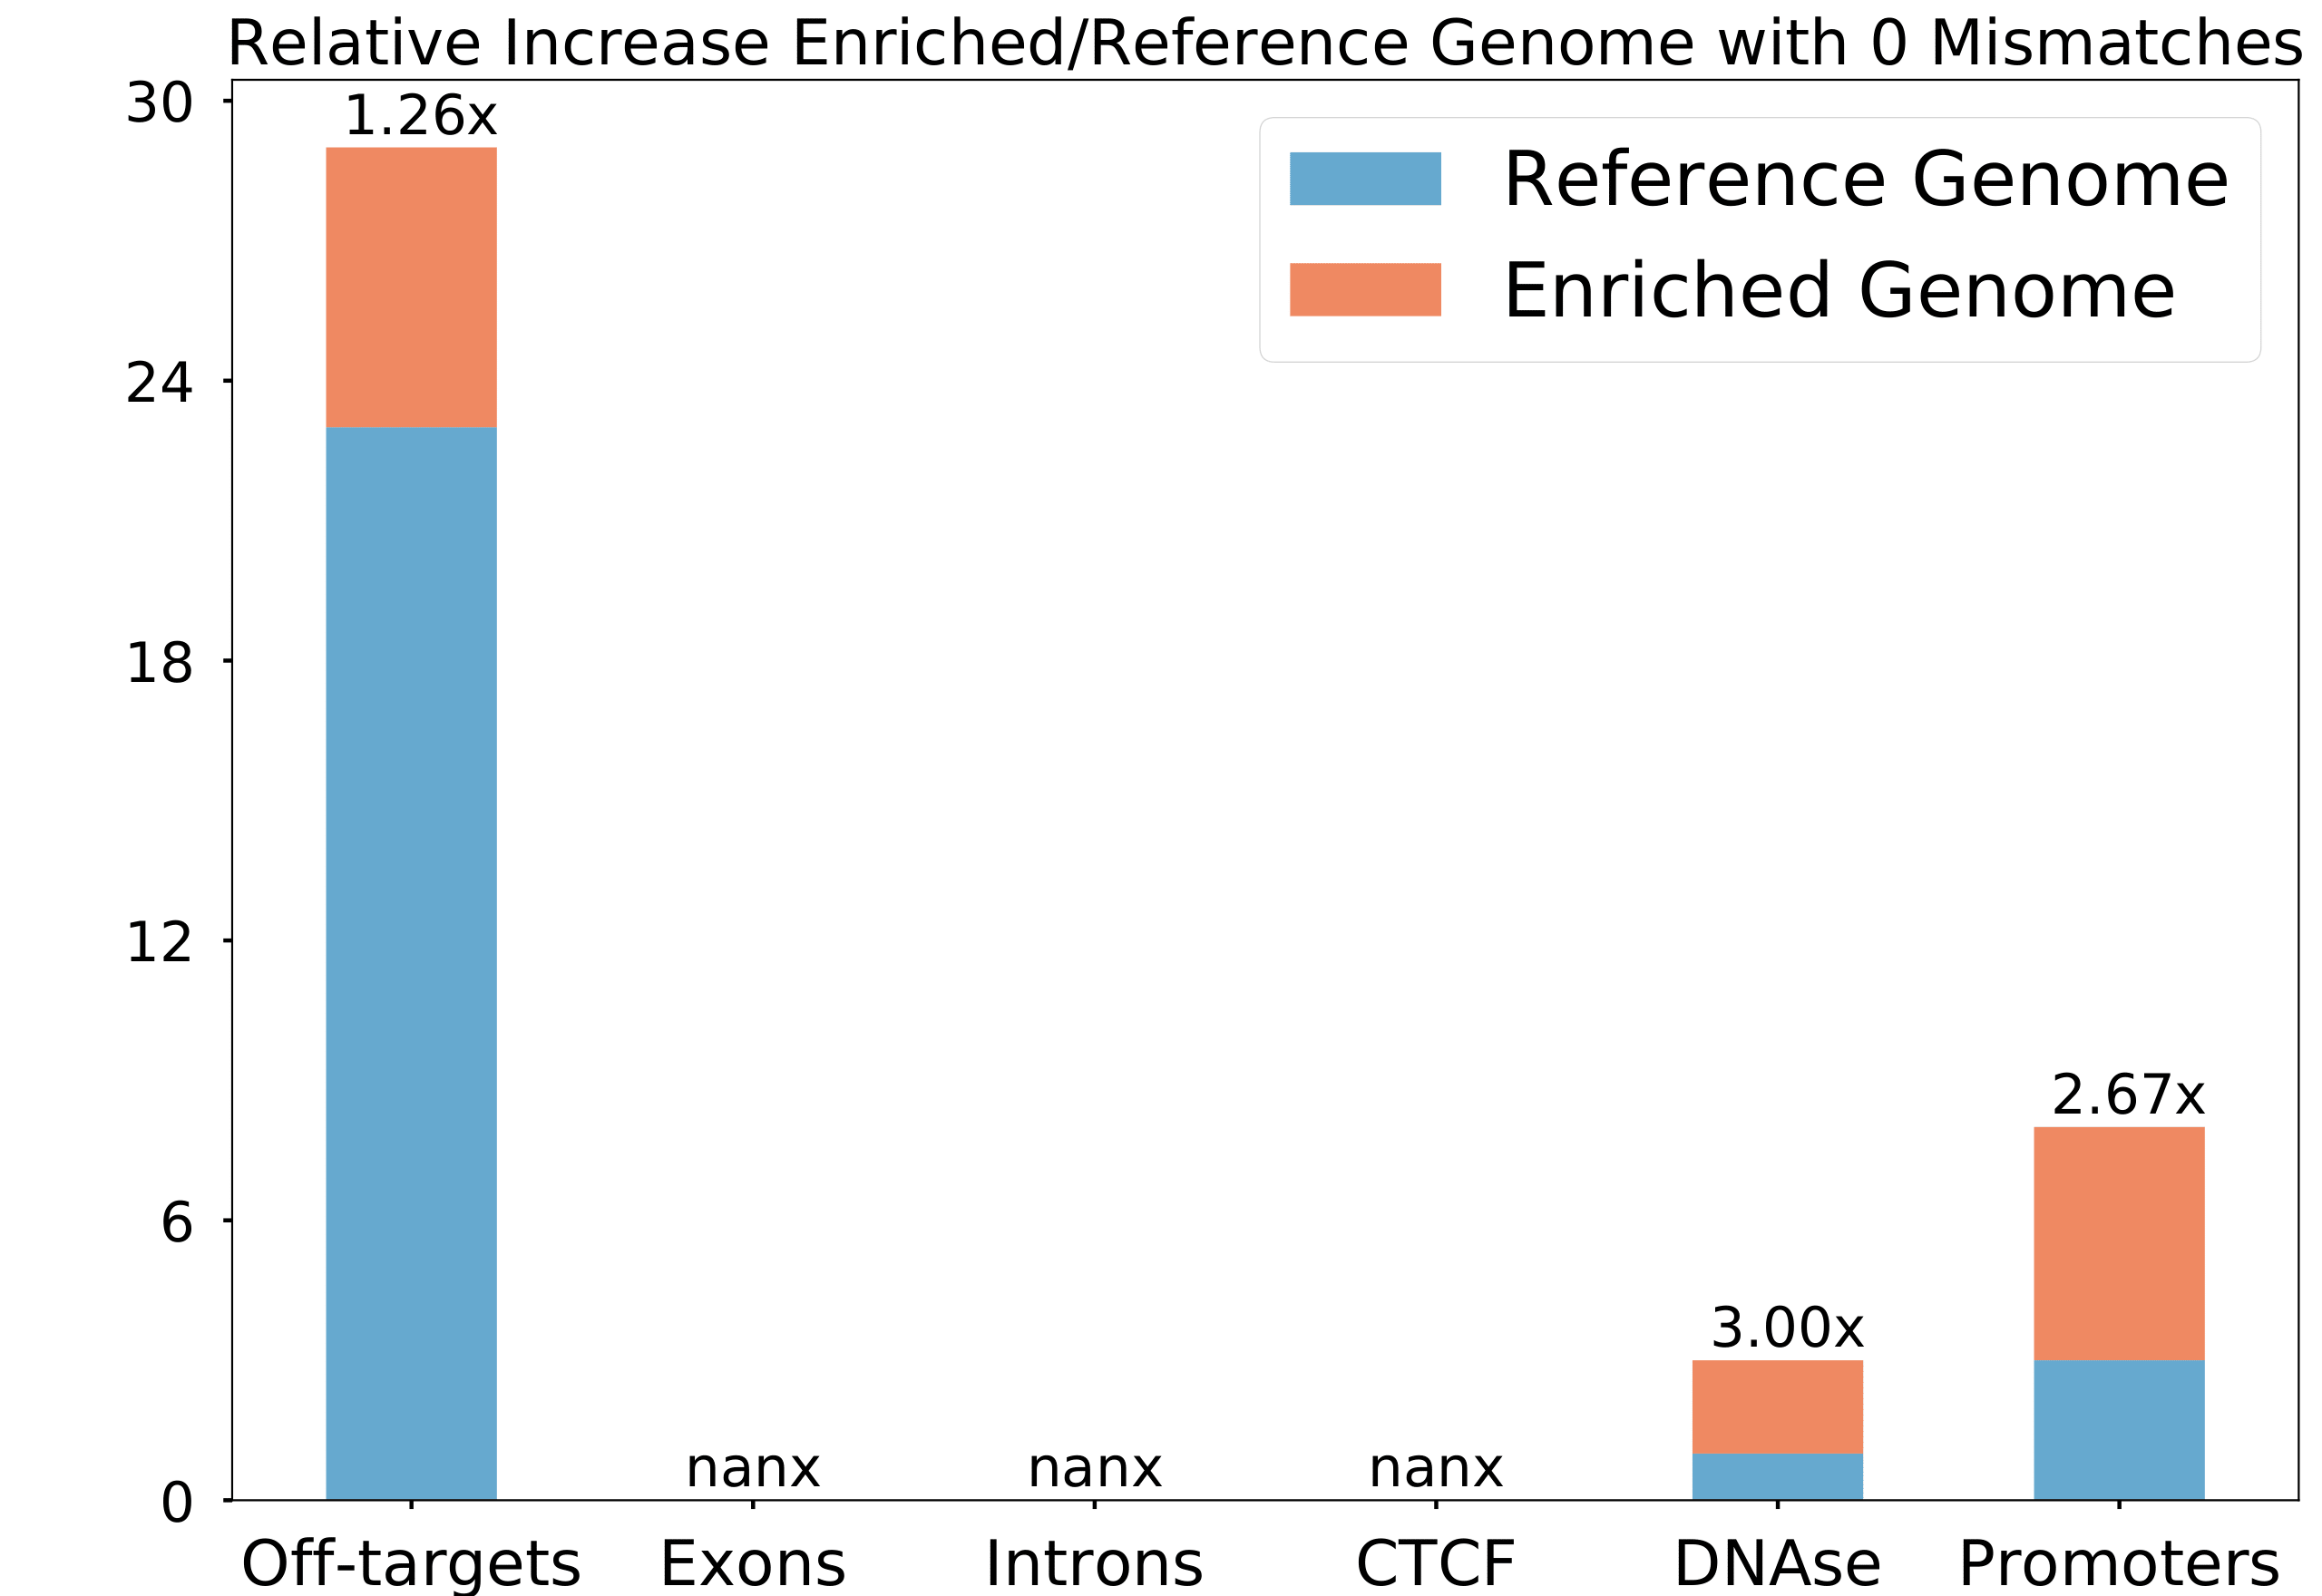 Relative Increase Enriched/Reference Genome with 0 Mismatches
30
24
18
12
6
0
1.26x
nanx
nanx
nanx
3.00x
2.67x
Reference Genome
Enriched Genome
Off-targets
Exons
Introns
CTCF
DNAse
Promoters